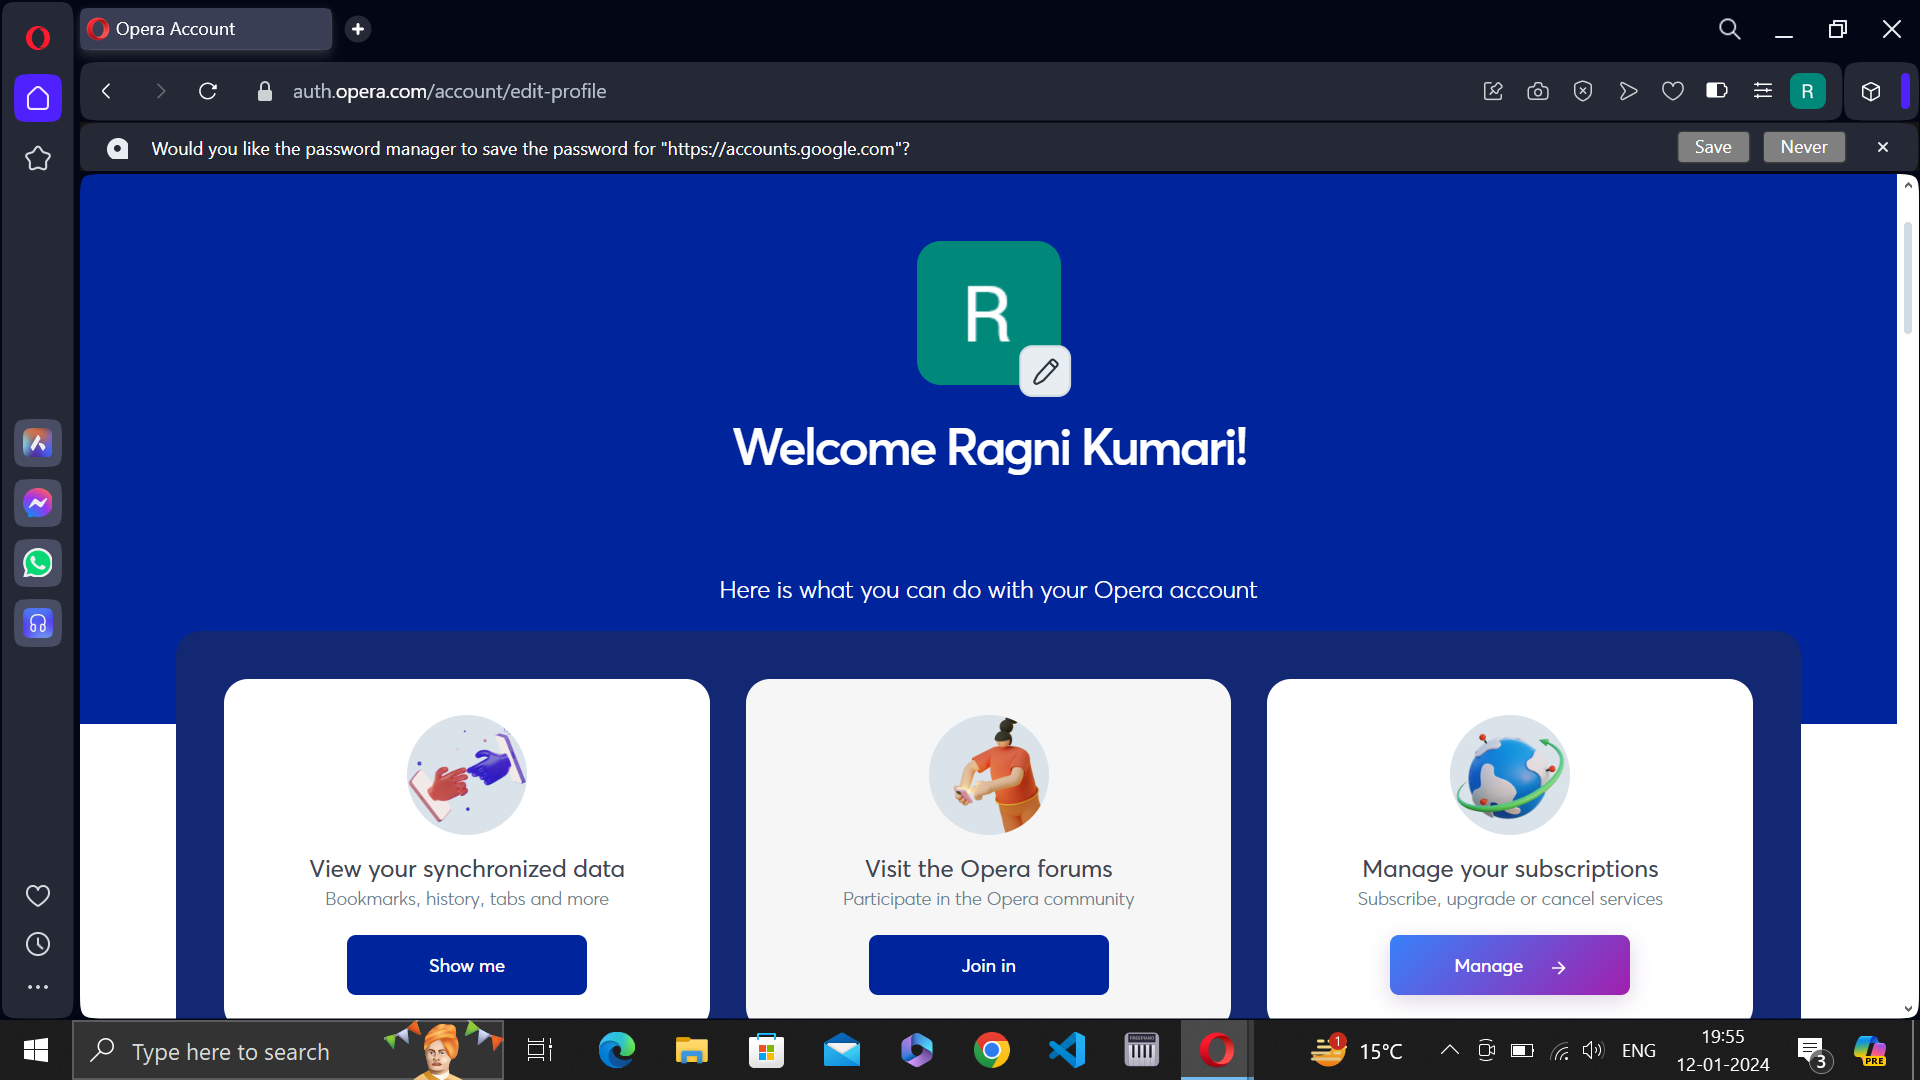 Opera Account
auth.opera.com/account/edit-profile
R
Would you like the password manager to save the password for "https://accounts.google.com"?
Save
Never
R
Welcome Ragni Kumari!
Here is what you can do with your Opera account
View your synchronized data
Bookmarks, history, tabs and more
Show me
Visit the Opera forums
Participate in the Opera community
Join in
Manage your subscriptions
Subscribe, upgrade or cancel services
Manage
Type here to search
FREEPIANO
1
15°C
ENG
19:55
12-01-2024
3
PRE